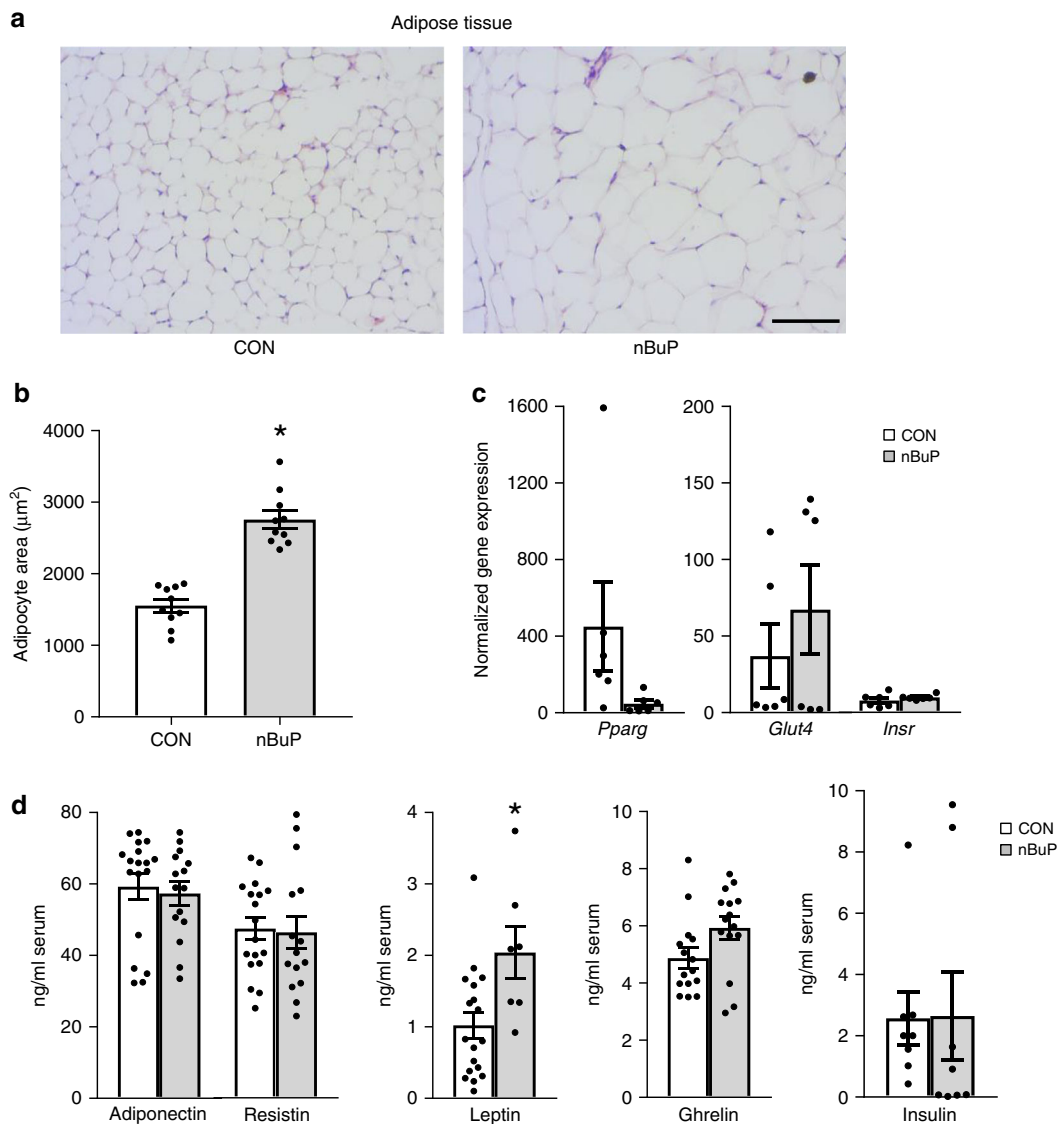 a
Adipose tissue
CON
nBuP
b
Adipocyte area (μm²)
4000
3000
2000
1000
0
*
CON
nBuP
c
Normalized gene expression
1600
1200
800
400
0
Pparg
200
150
100
50
0
Glut4
Insr
CON
nBuP
d
ng/ml serum
80
60
40
20
0
Adiponectin
Resistin
ng/ml serum
4
3
2
1
0
*
Leptin
ng/ml serum
10
8
6
4
2
0
Ghrelin
ng/ml serum
10
8
6
4
2
0
Insulin
CON
nBuP